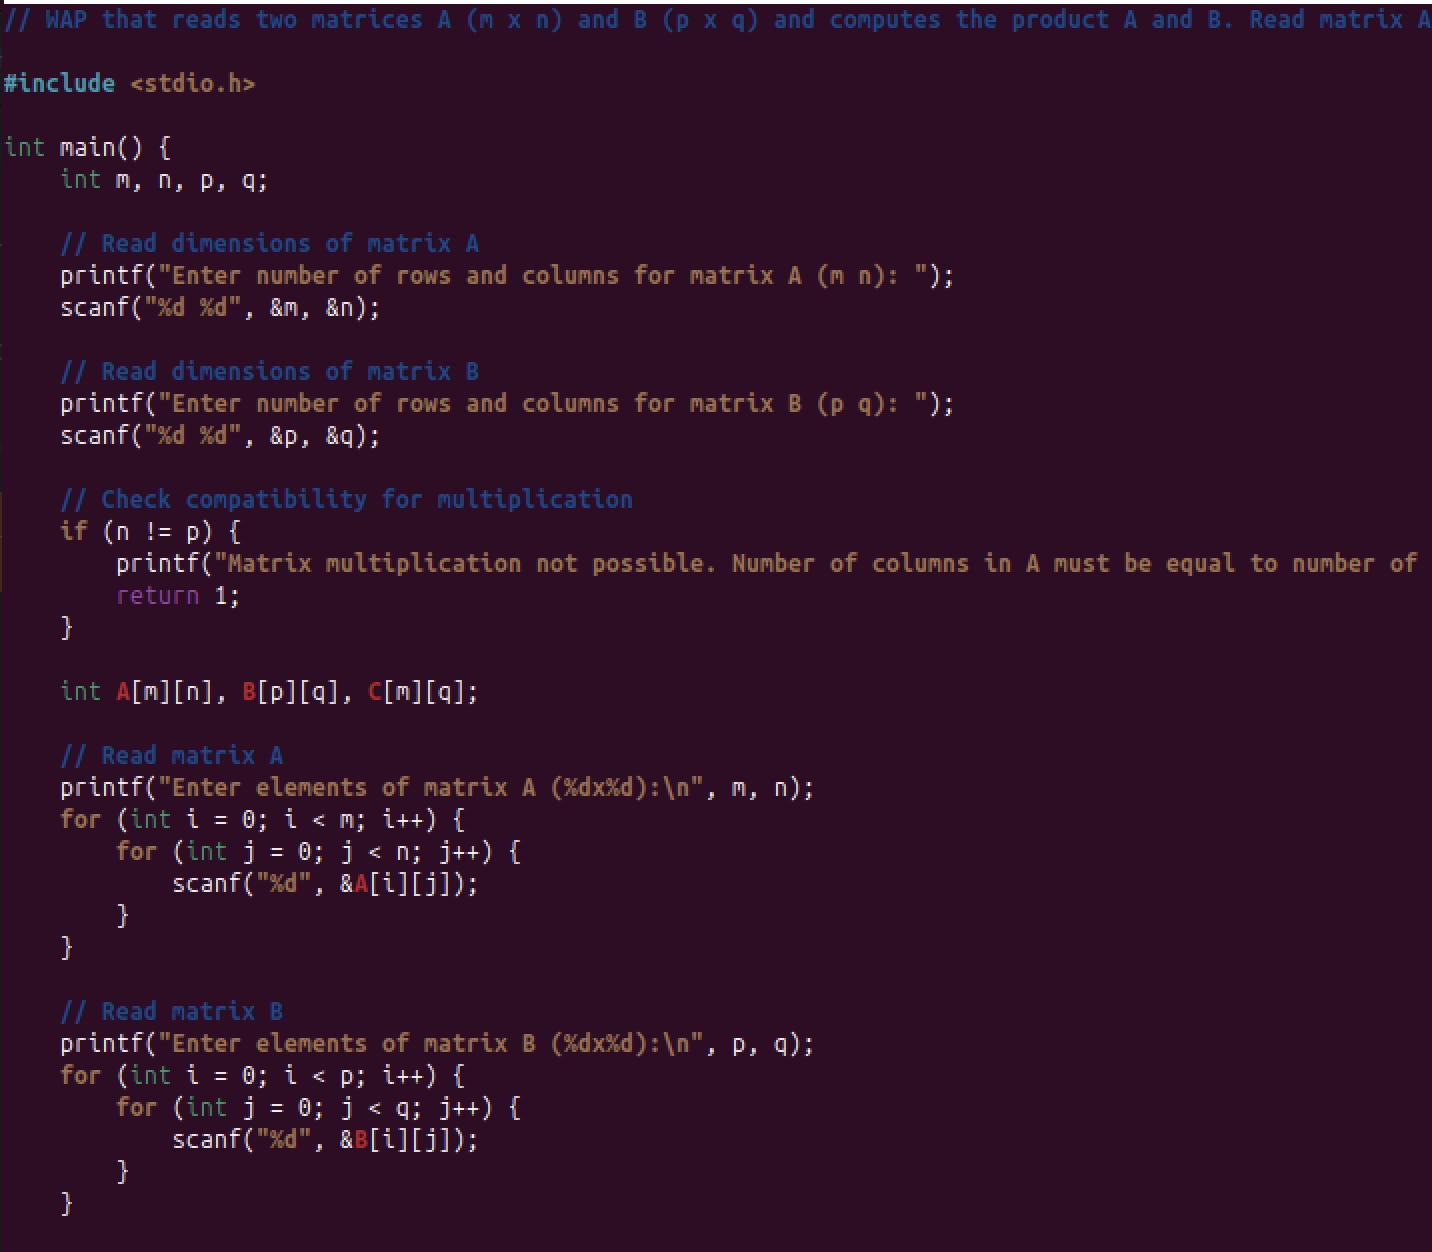 // WAP that reads two matrices A (m x n) and B (p x q) and computes the product A and B. Read matrix A
#include <stdio.h>
int main() {
    int m, n, p, q;
    // Read dimensions of matrix A
    printf("Enter number of rows and columns for matrix A (m n): ");
    scanf("%d %d", &m, &n);
    // Read dimensions of matrix B
    printf("Enter number of rows and columns for matrix B (p q): ");
    scanf("%d %d", &p, &q);
    // Check compatibility for multiplication
    if (n != p) {
        printf("Matrix multiplication not possible. Number of columns in A must be equal to number of
        return 1;
    }
    int A[m][n], B[p][q], C[m][q];
    // Read matrix A
    printf("Enter elements of matrix A (%dx%d):\n", m, n);
    for (int i = 0; i < m; i++) {
        for (int j = 0; j < n; j++) {
            scanf("%d", &A[i][j]);
        }
    }
    // Read matrix B
    printf("Enter elements of matrix B (%dx%d):\n", p, q);
    for (int i = 0; i < p; i++) {
        for (int j = 0; j < q; j++) {
            scanf("%d", &B[i][j]);
        }
    }